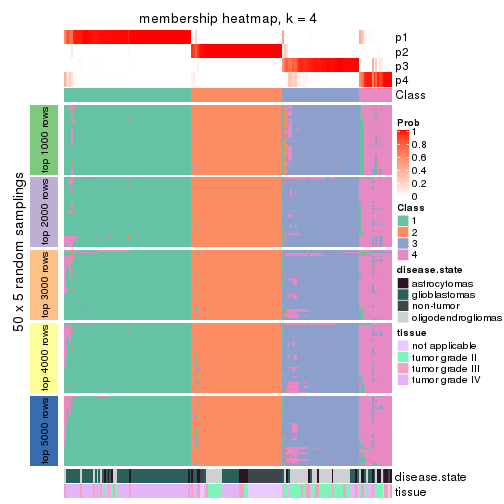 membership heatmap, k = 4
p1
p2
p3
p4
Class
50 x 5 random samplings
top 1000 rows
top 2000 rows
top 3000 rows
top 4000 rows
top 5000 rows
disease.state
tissue
Prob
1
0.8
0.6
0.4
0.2
0
Class
1
2
3
4
disease.state
astrocytomas
glioblastomas
non-tumor
oligodendrogliomas
tissue
not applicable
tumor grade II
tumor grade III
tumor grade IV